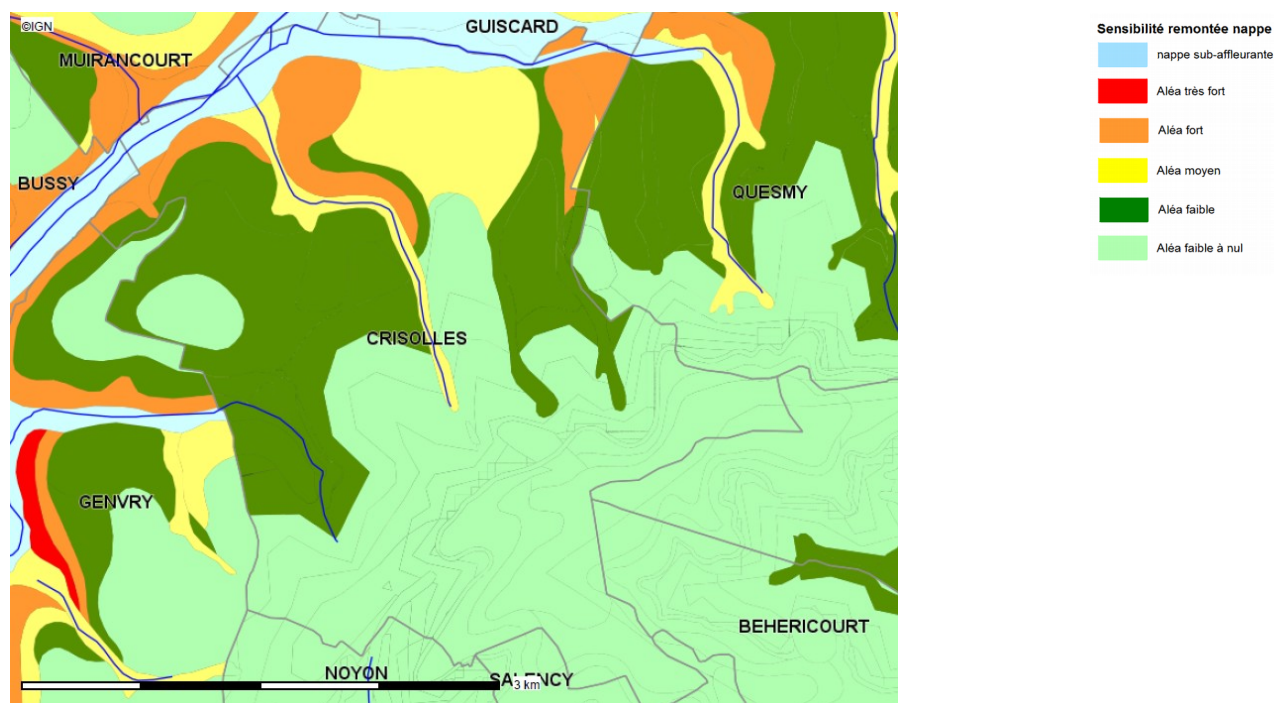 ©IGN
GUISCARD
MUIRANCOURT
BUSSY
QUESMY
CRISOLLES
GENVRY
BEHERICOURT
NOYON
SALENCY
3 km
Sensibilité remontée nappe
nappe sub-affleurante
Aléa très fort
Aléa fort
Aléa moyen
Aléa faible
Aléa faible à nul